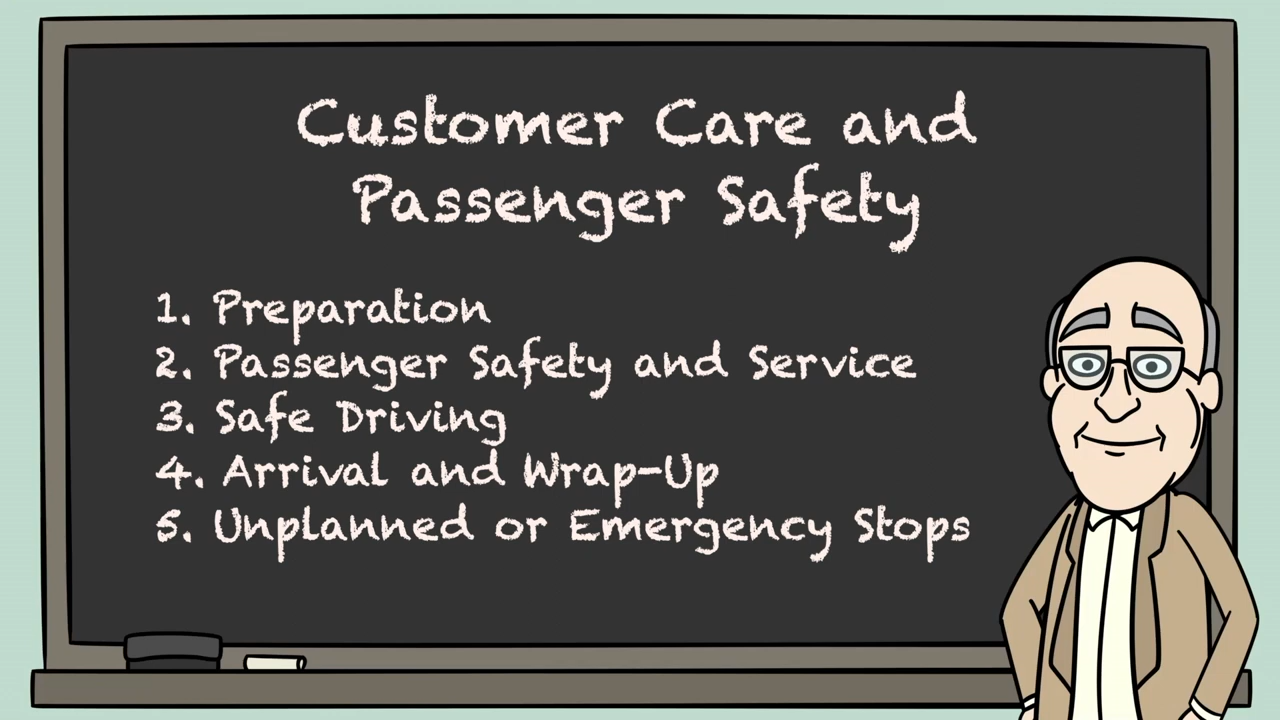 Customer Care and
Passenger Safety
1. Preparation
2. Passenger Safety and Service
3. Safe Driving
4. Arrival and Wrap-Up
5. Unplanned or Emergency Stops